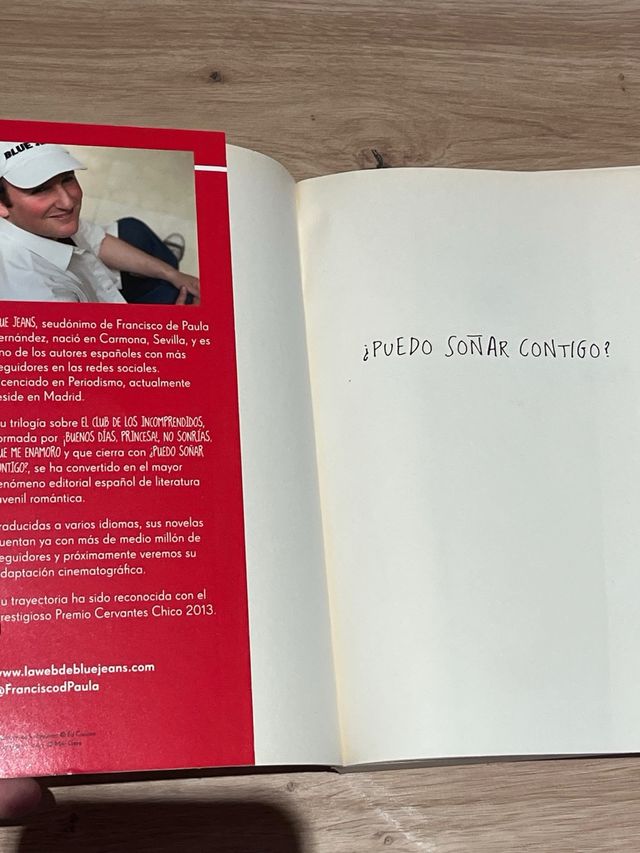 BLUE
UE JEANS, seudónimo de Francisco de Paula
ernández, nació en Carmona, Sevilla, y es
no de los autores españoles con más
eguidores en las redes sociales.
icenciado en Periodismo, actualmente
eside en Madrid.
u trilogía sobre EL CLUB DE LOS INCOMPRENDIDOS,
ormada por ¡BUENOS DÍAS, PRINCESA!, NO SONRÍAS,
UE ME ENAMORO y que cierra con ¿PUEDO SOÑAR
ONTIGO?, se ha convertido en el mayor
enómeno editorial español de literatura
uvenil romántica.
raducidas a varios idiomas, sus novelas
uentan ya con más de medio millón de
eguidores y próximamente veremos su
daptación cinematográfica.
u trayectoria ha sido reconocida con el
restigioso Premio Cervantes Chico 2013.
www.lawebdebluejeans.com
@FranciscodPaula
¿PUEDO SOÑAR CONTIGO?